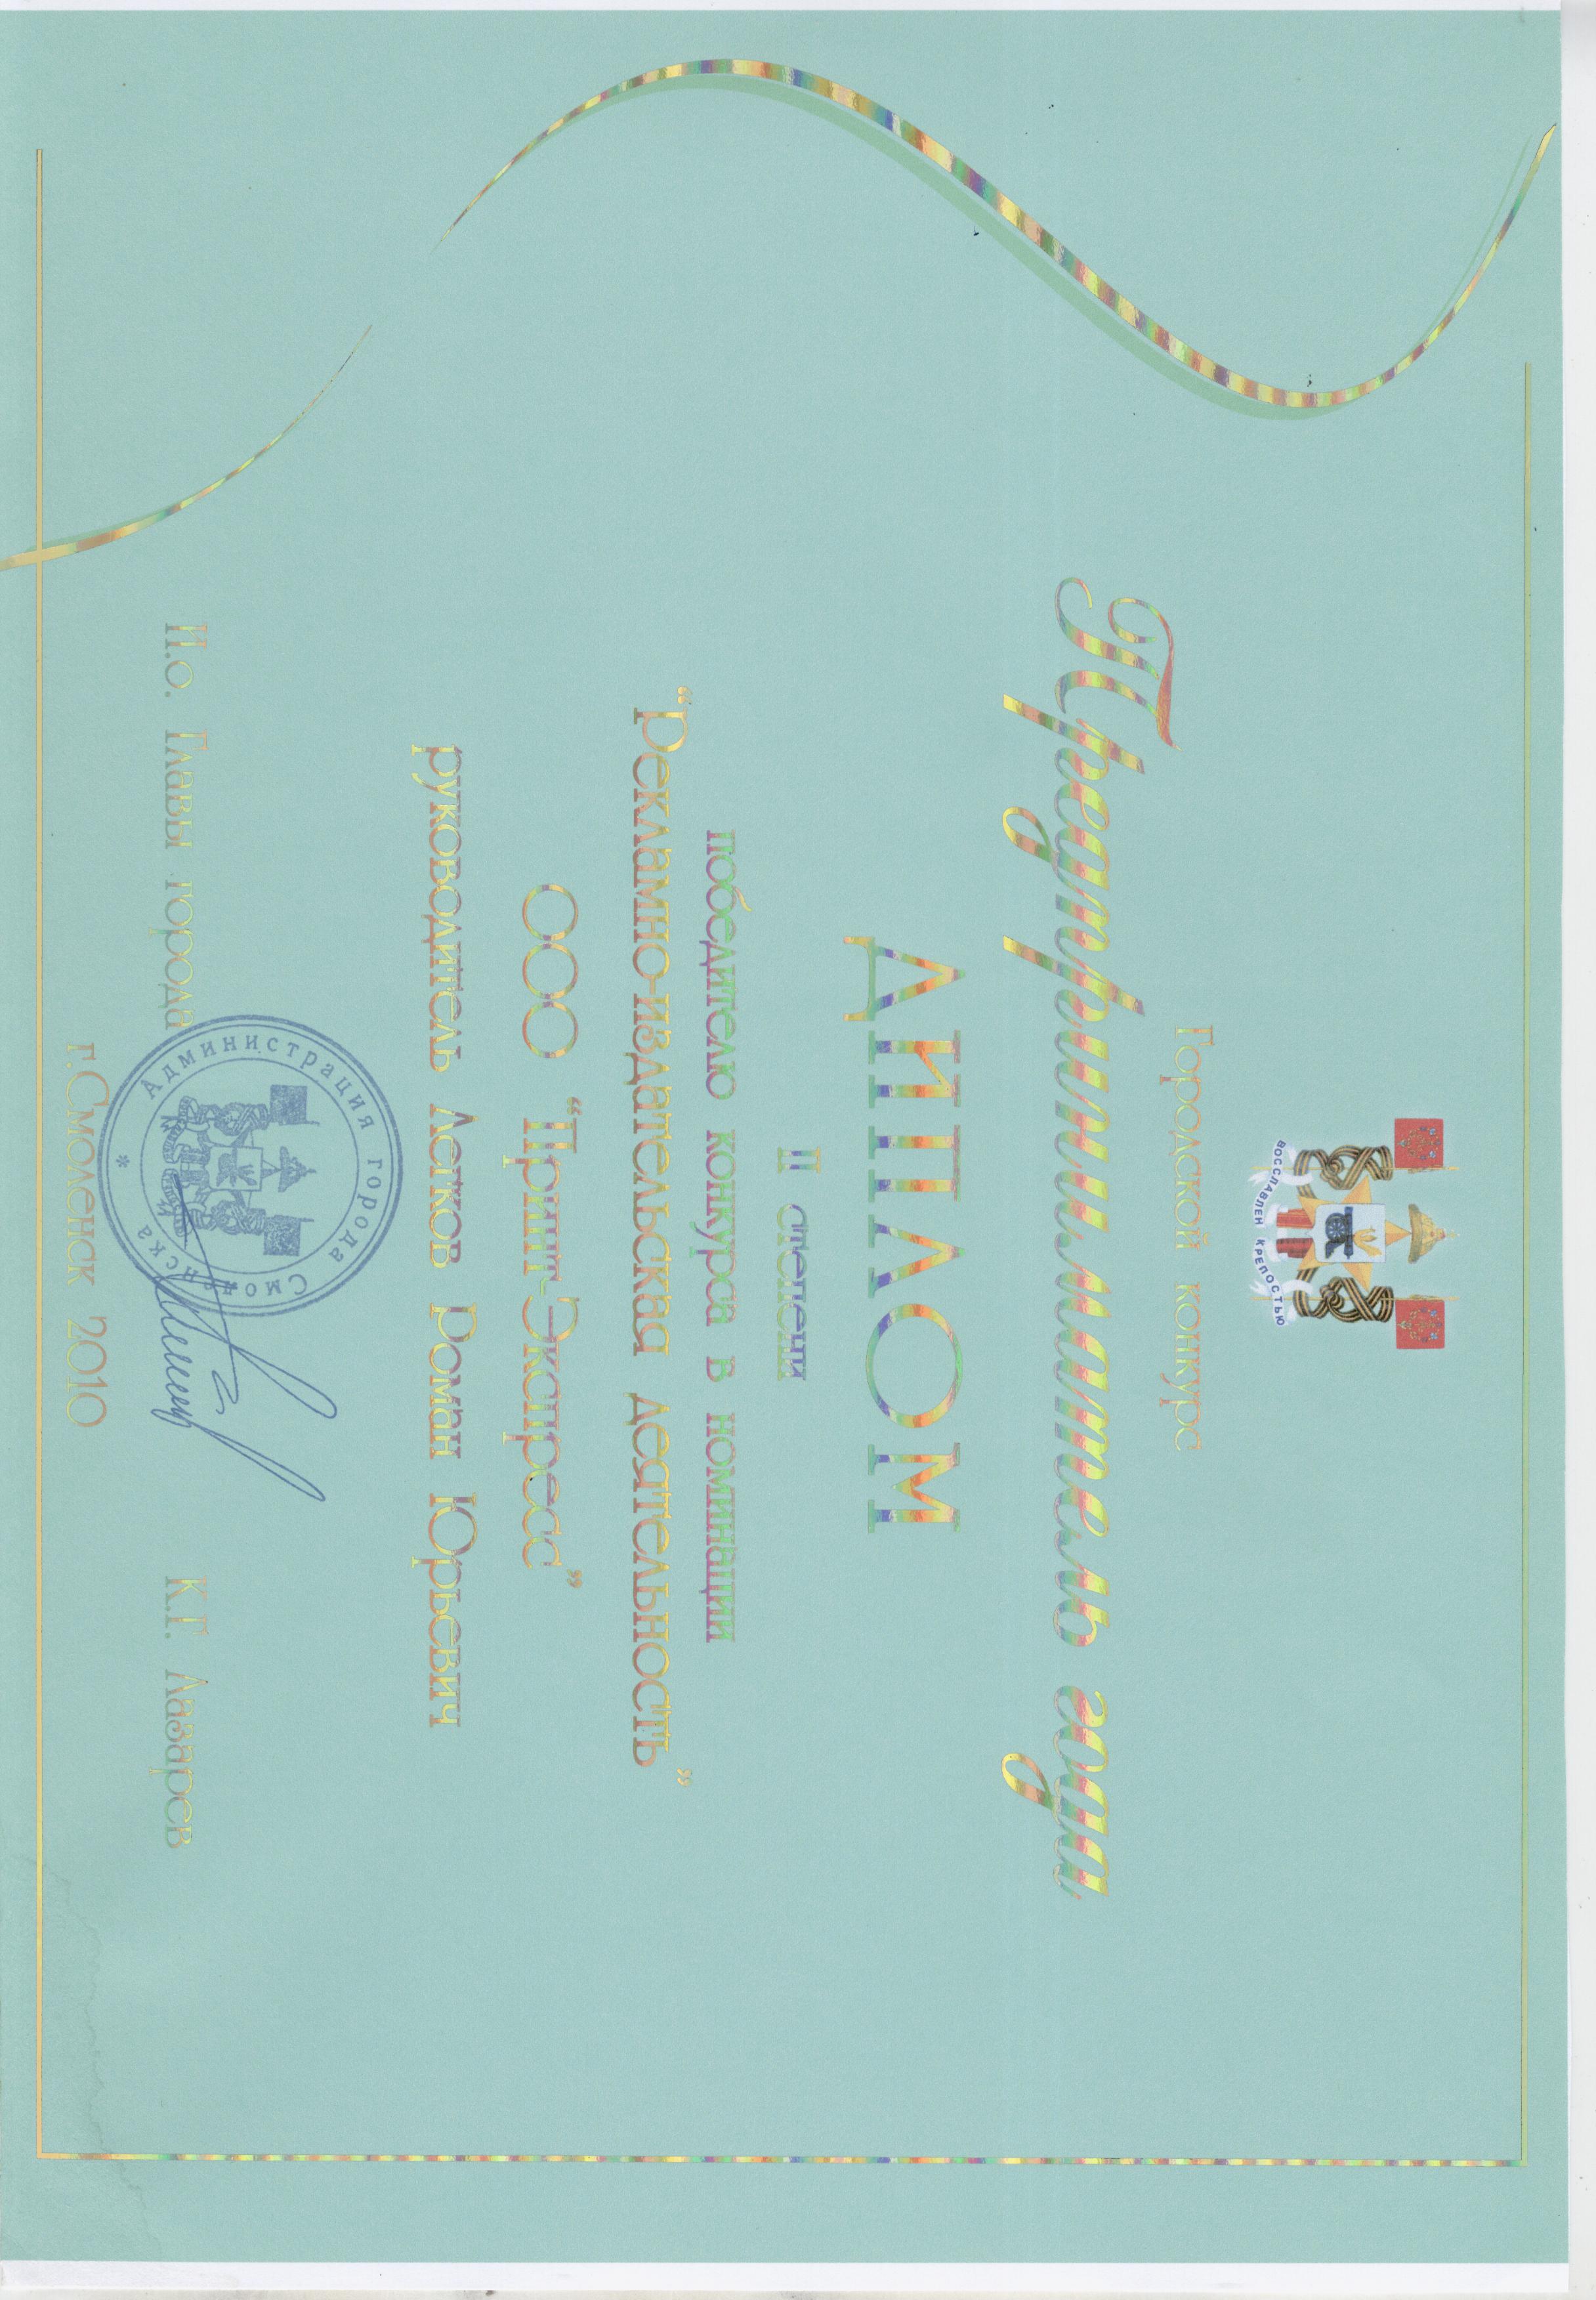 ВОССЛАВЛЕН КРЕПОСТЬЮ
Городской конкурс
Предприниматель года
ДИПЛОМ
II степени
победителю конкурса в номинации
"Рекламно-издательская деятельность"
ООО "Принт-Экспресс"
руководитель Легков Роман Юрьевич
И.о. Главы города К.Г. Лазарев
Администрация города Смоленска *
г.Смоленск 2010